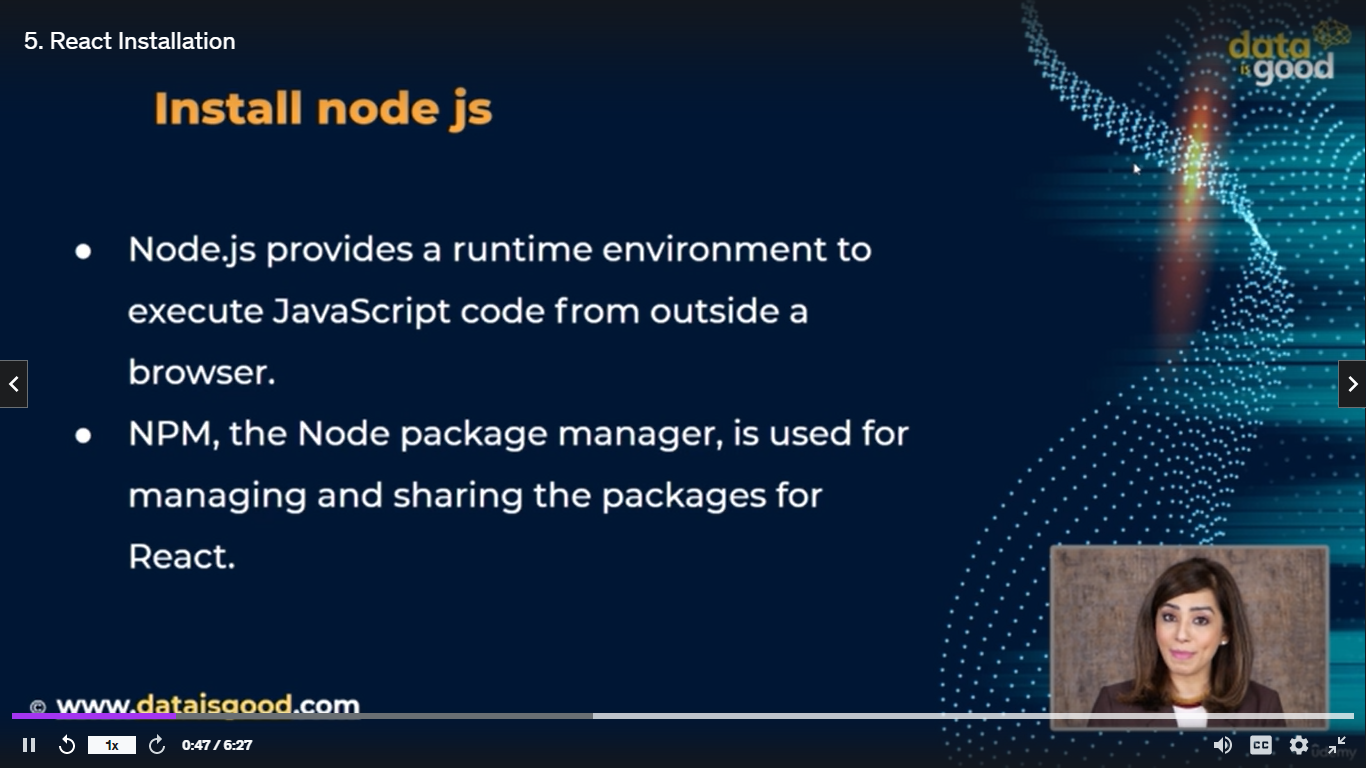 5. React Installation
data
is good
Install node js
● Node.js provides a runtime environment to
execute JavaScript code from outside a
browser.
● NPM, the Node package manager, is used for
managing and sharing the packages for
React.
© www.dataisgood.com
1x
0:47 / 6:27
CC
ûdemy